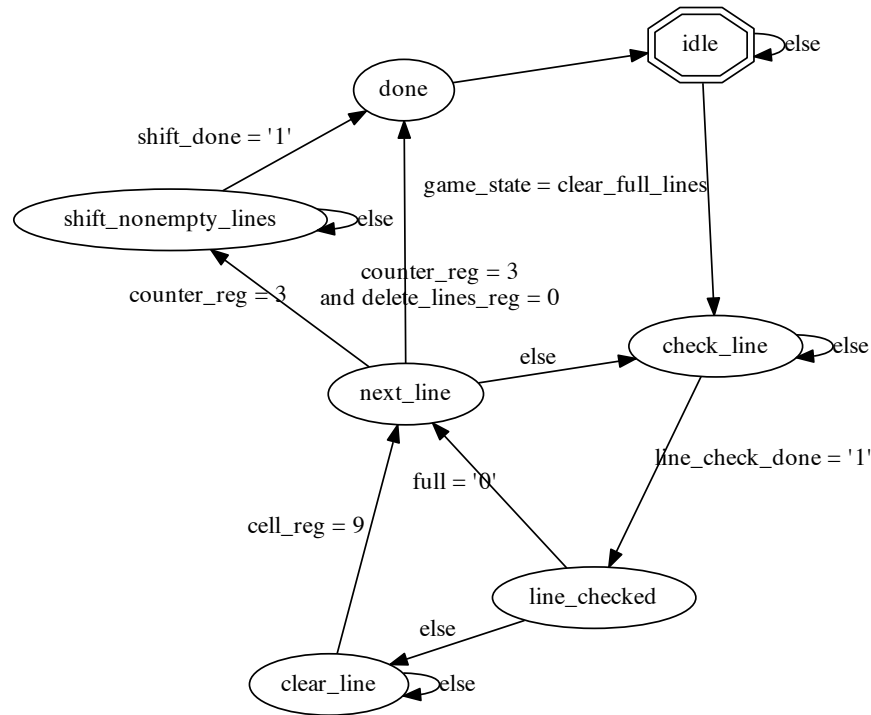 idle
else
done
shift_done = '1'
game_state = clear_full_lines
shift_nonempty_lines
else
counter_reg = 3
counter_reg = 3
and delete_lines_reg = 0
check_line
else
else
next_line
line_check_done = '1'
full = '0'
cell_reg = 9
line_checked
else
clear_line
else